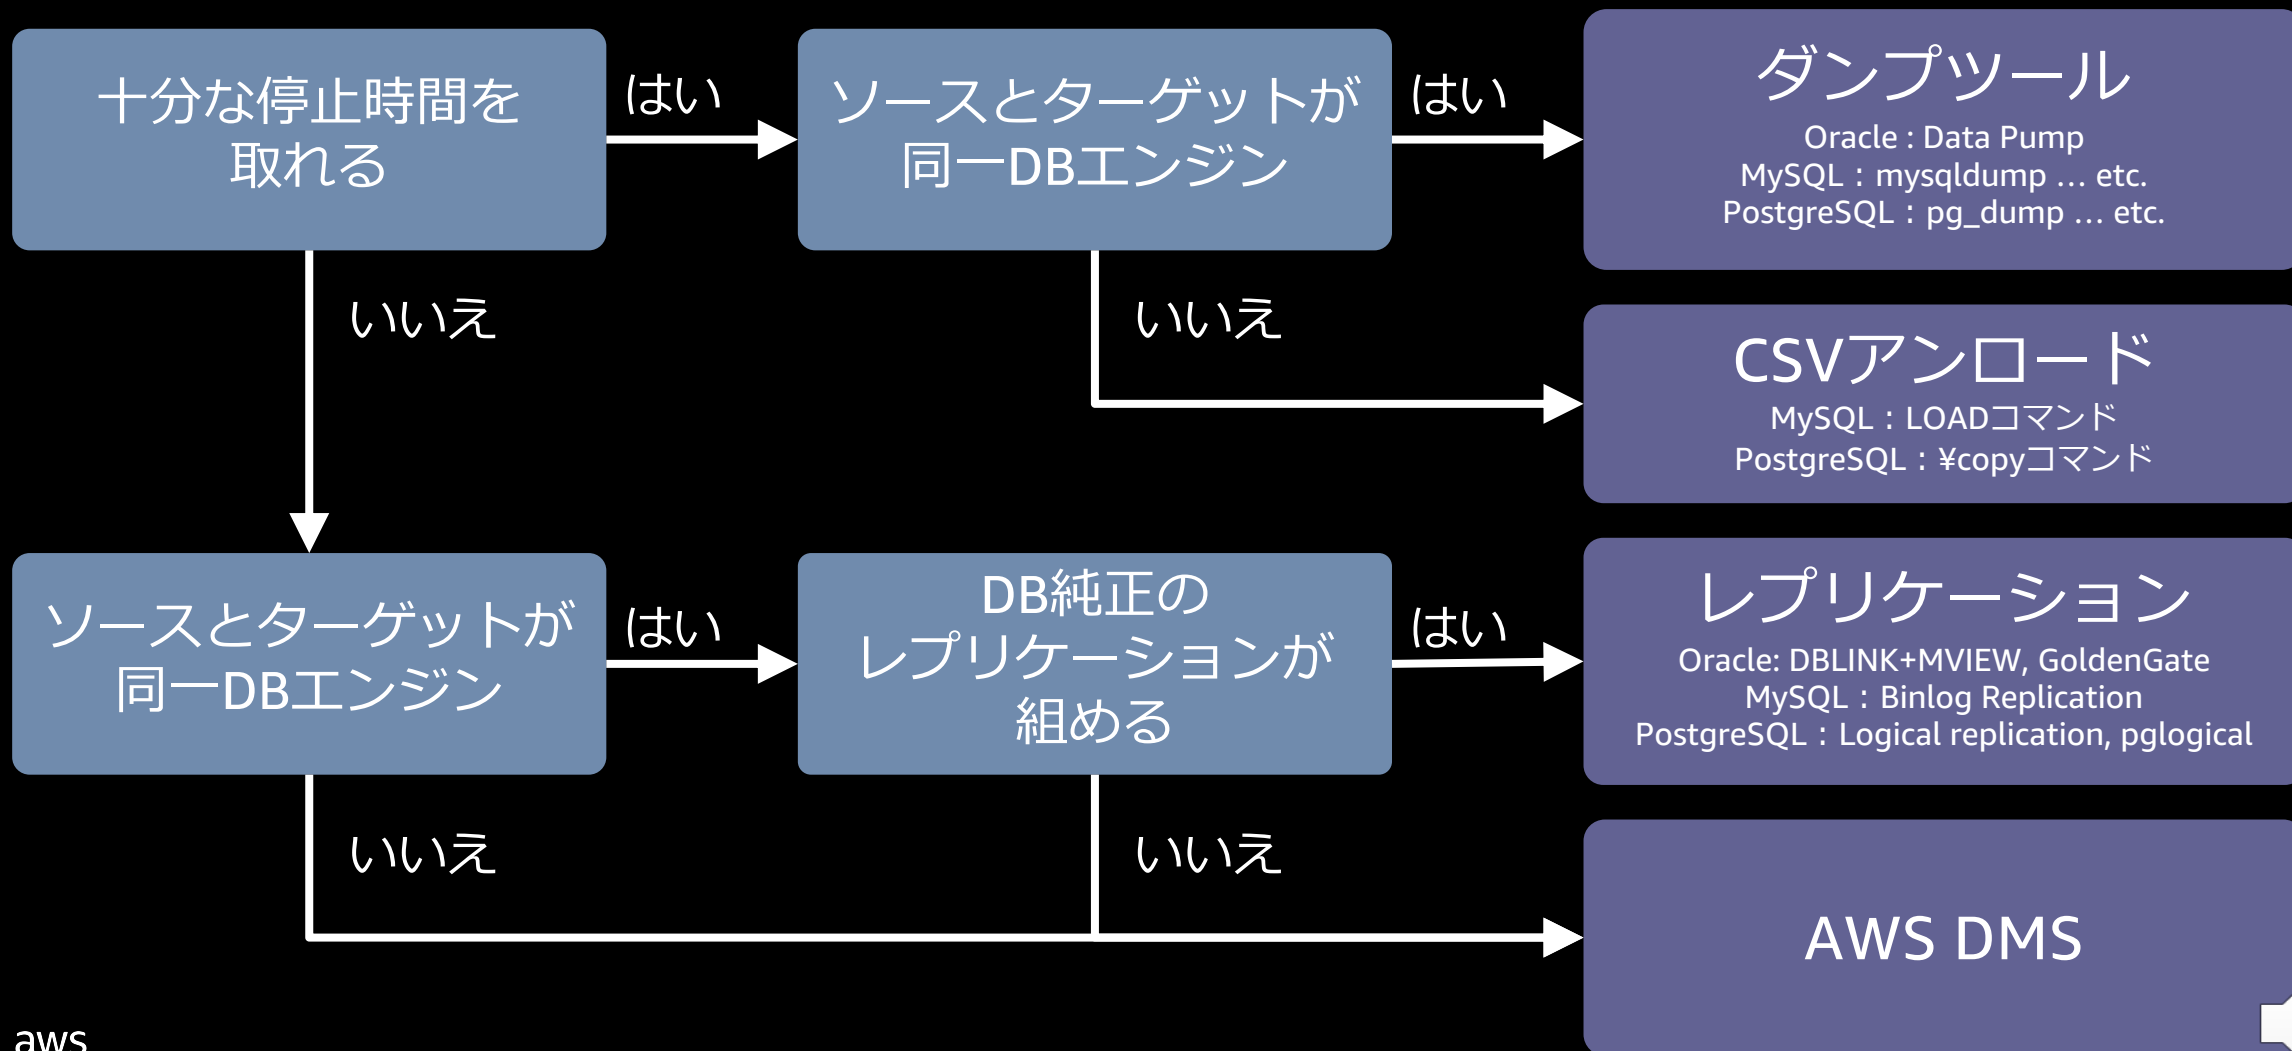 十分な停止時間を
取れる
はい
ソースとターゲットが
同一DBエンジン
はい
ダンプツール
Oracle : Data Pump
MySQL：mysqldump ... etc.
PostgreSQL：pg_dump ... etc.
いいえ
いいえ
CSVアンロード
MySQL：LOADコマンド
PostgreSQL：¥copyコマンド
ソースとターゲットが
同一DBエンジン
はい
DB純正の
レプリケーションが
組める
はい
レプリケーション
Oracle: DBLINK+MVIEW, GoldenGate
MySQL：Binlog Replication
PostgreSQL：Logical replication, pglogical
いいえ
いいえ
AWS DMS
aws